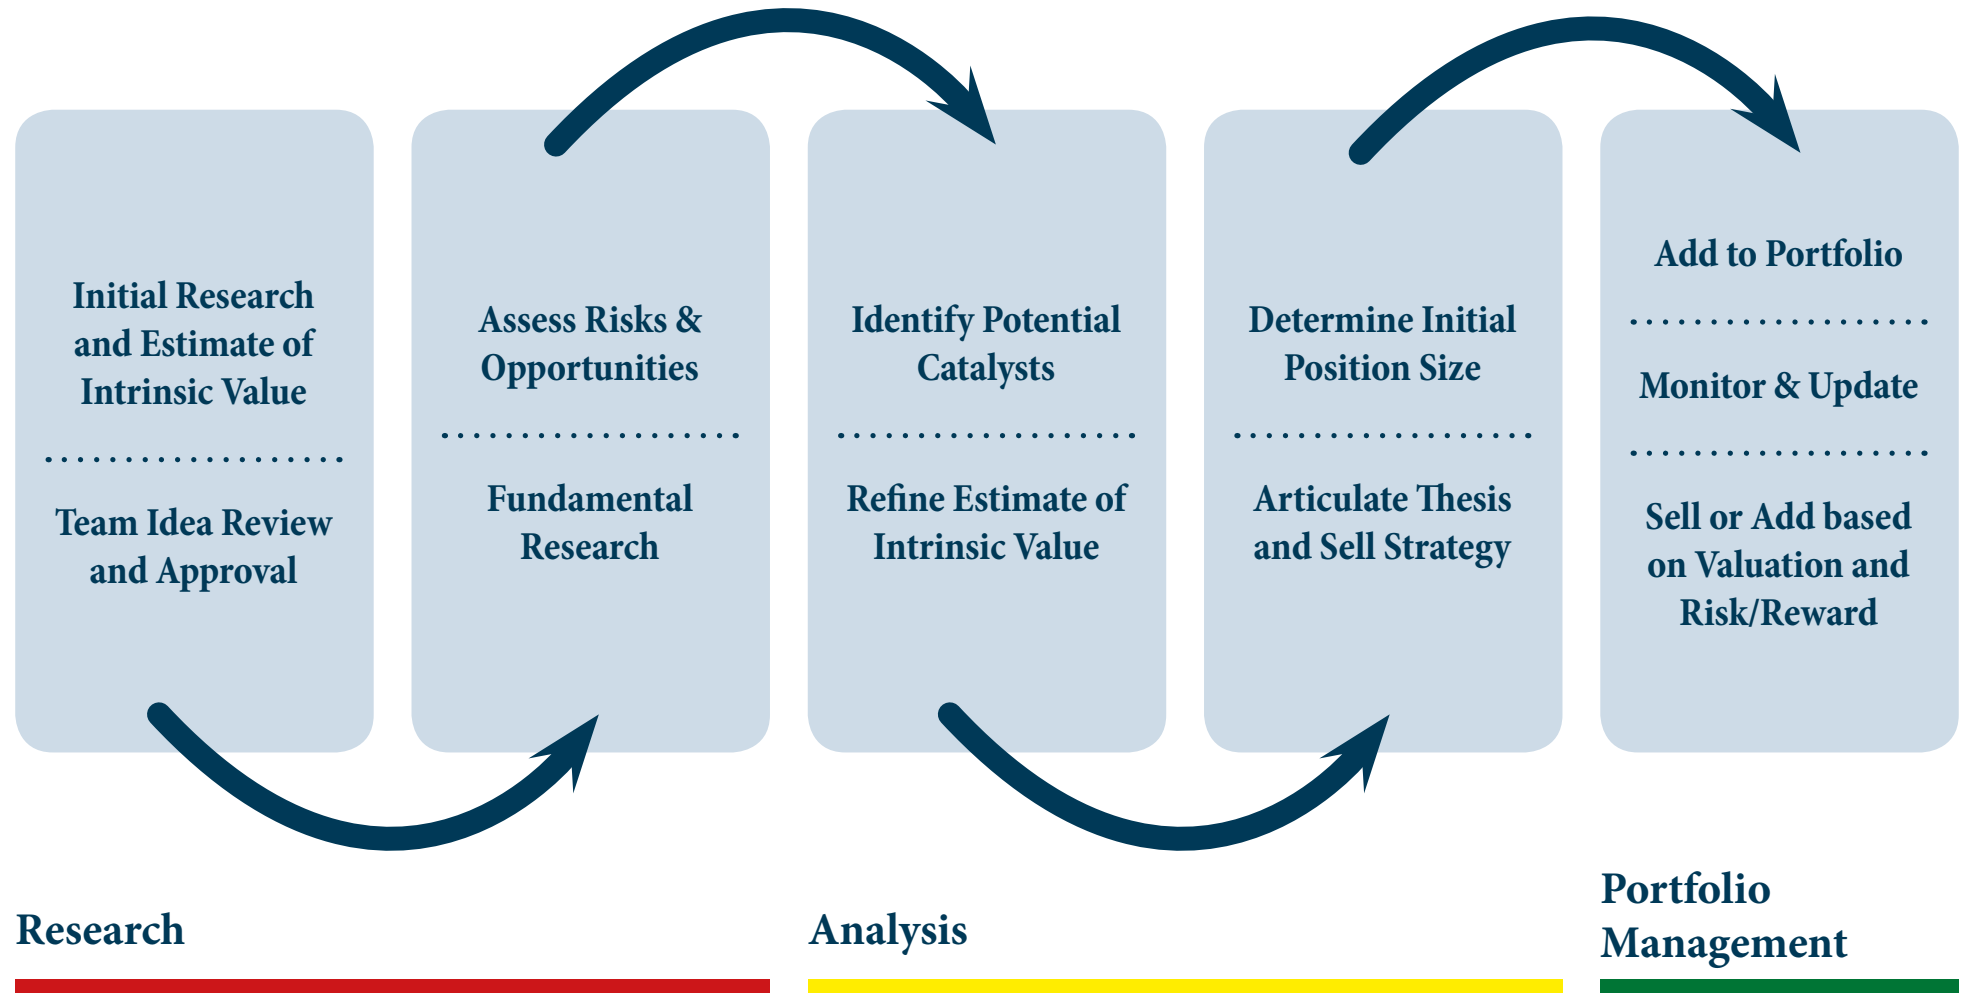 Initial Research
and Estimate of
Intrinsic Value
Team Idea Review
and Approval
Assess Risks &
Opportunities
Fundamental
Research
Identify Potential
Catalysts
Refine Estimate of
Intrinsic Value
Determine Initial
Position Size
Articulate Thesis
and Sell Strategy
Add to Portfolio
Monitor & Update
Sell or Add based
on Valuation and
Risk/Reward
Research
Analysis
Portfolio
Management